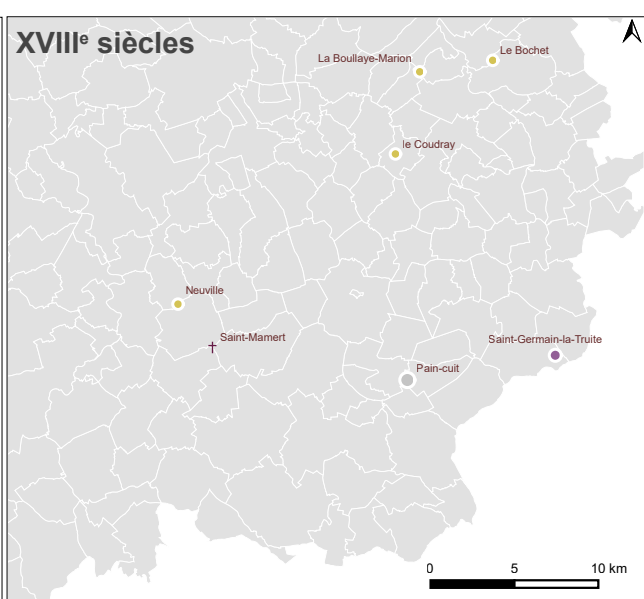 XVIIIe siècles
Le Bochet
La Boullaye-Marion
le Coudray
Neuville
Saint-Mamert
Saint-Germain-la-Truite
Pain-cuit
0 5 10 km